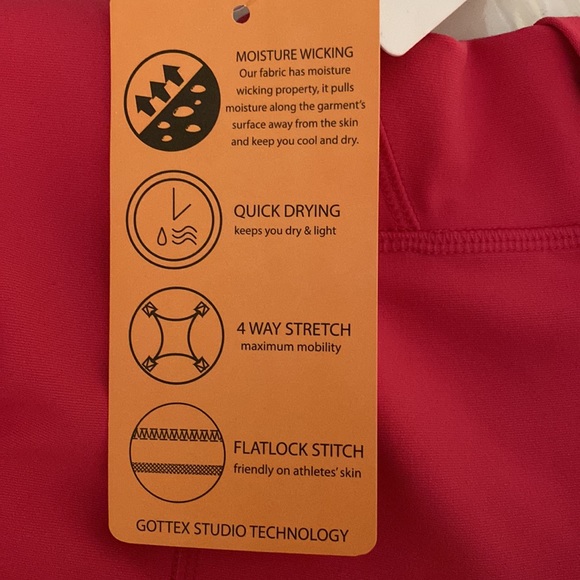 MOISTURE WICKING
Our fabric has moisture
wicking property, it pulls
moisture along the garment's
surface away from the skin
and keep you cool and dry.
QUICK DRYING
keeps you dry & light
4 WAY STRETCH
maximum mobility
FLATLOCK STITCH
friendly on athletes' skin
GOTTEX STUDIO TECHNOLOGY